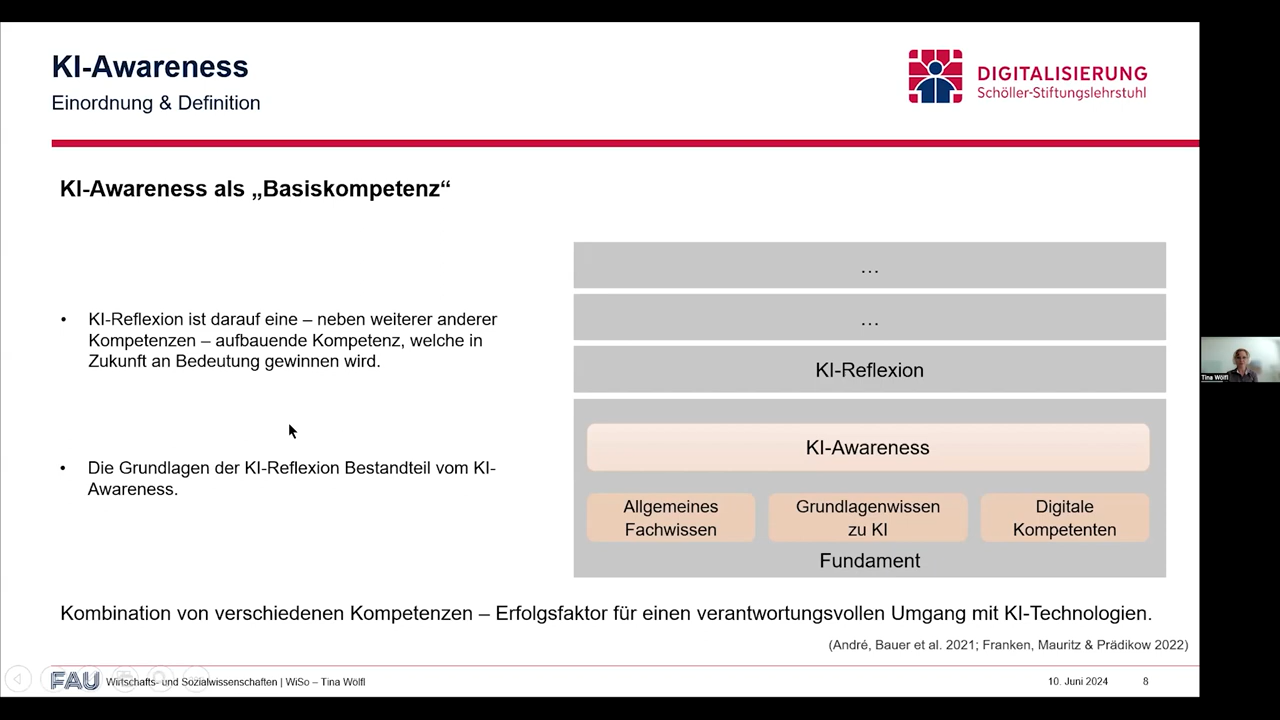 KI-Awareness
Einordnung & Definition
DIGITALISIERUNG
Schöller-Stiftungslehrstuhl
KI-Awareness als „Basiskompetenz“
• KI-Reflexion ist darauf eine – neben weiterer anderer
Kompetenzen – aufbauende Kompetenz, welche in
Zukunft an Bedeutung gewinnen wird.
• Die Grundlagen der KI-Reflexion Bestandteil vom KI-
Awareness.
…
…
KI-Reflexion
KI-Awareness
Allgemeines
Fachwissen
Grundlagenwissen
zu KI
Digitale
Kompetenten
Fundament
Kombination von verschiedenen Kompetenzen – Erfolgsfaktor für einen verantwortungsvollen Umgang mit KI-Technologien.
(André, Bauer et al. 2021; Franken, Mauritz & Prädikow 2022)
FAU Wirtschafts- und Sozialwissenschaften | WiSo – Tina Wölfl
10. Juni 2024 8
Tina Wölfl